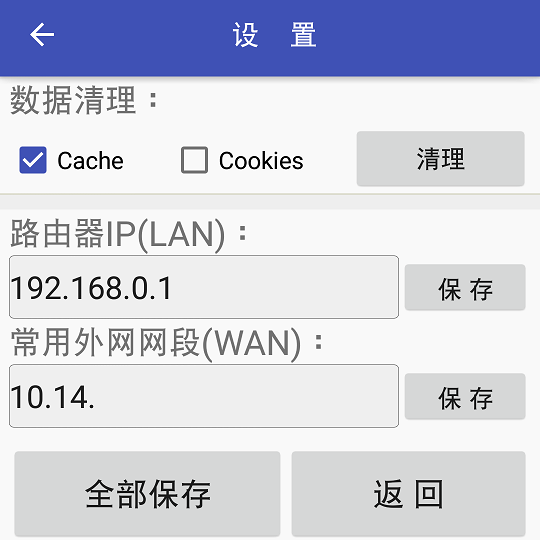 设 置
数据清理：
Cache Cookies 清理
路由器IP(LAN)：
192.168.0.1 保 存
常用外网网段(WAN)：
10.14. 保 存
全部保存 返 回